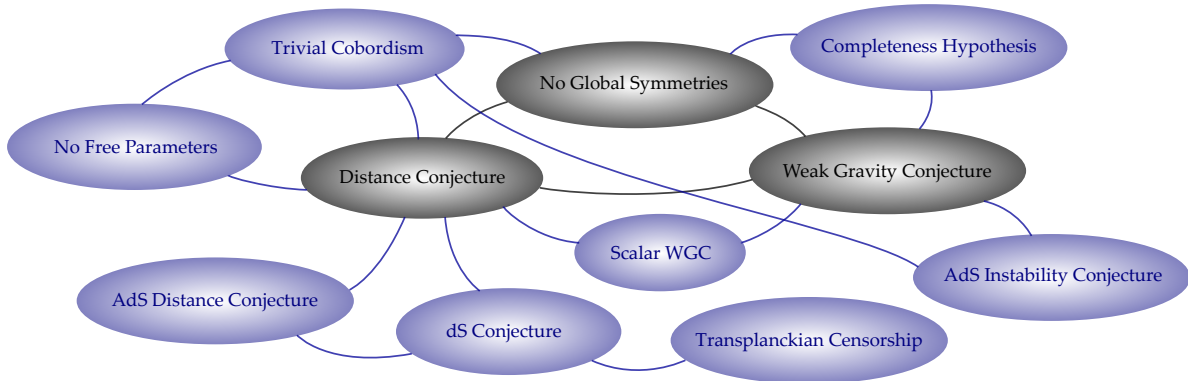 Trivial Cobordism
Completeness Hypothesis
No Global Symmetries
No Free Parameters
Distance Conjecture
Weak Gravity Conjecture
Scalar WGC
AdS Instability Conjecture
AdS Distance Conjecture
dS Conjecture
Transplanckian Censorship